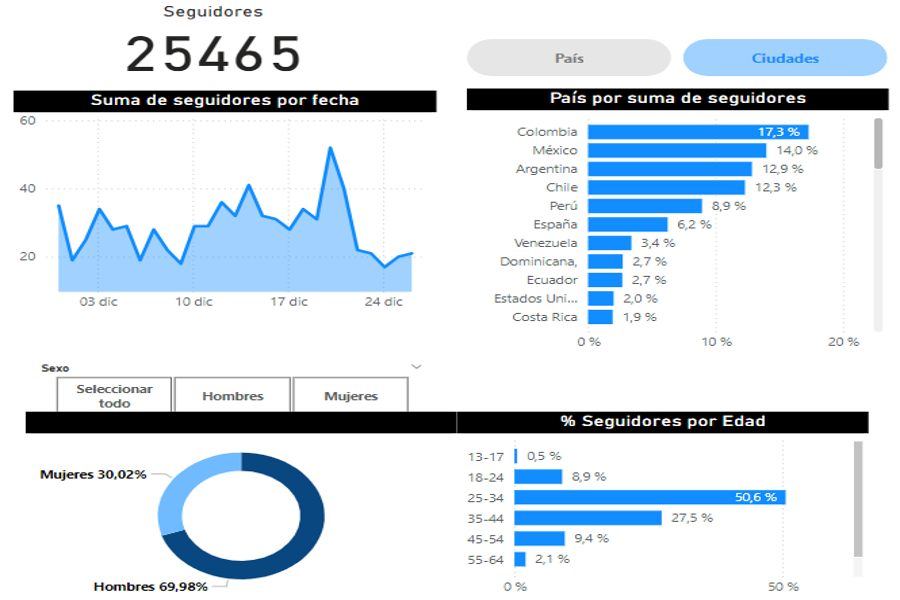 Seguidores
25465
País
Ciudades
Suma de seguidores por fecha
60
40
20
03 dic
10 dic
17 dic
24 dic
País por suma de seguidores
Colombia 17,3 %
México 14,0 %
Argentina 12,9 %
Chile 12,3 %
Perú 8,9 %
España 6,2 %
Venezuela 3,4 %
Dominicana, 2,7 %
Ecuador 2,7 %
Estados Uni... 2,0 %
Costa Rica 1,9 %
0 %
10 %
20 %
Sexo
Seleccionar
todo
Hombres
Mujeres
Mujeres 30,02%
Hombres 69,98%
% Seguidores por Edad
13-17 0,5 %
18-24 8,9 %
25-34 50,6 %
35-44 27,5 %
45-54 9,4 %
55-64 2,1 %
0 %
50 %